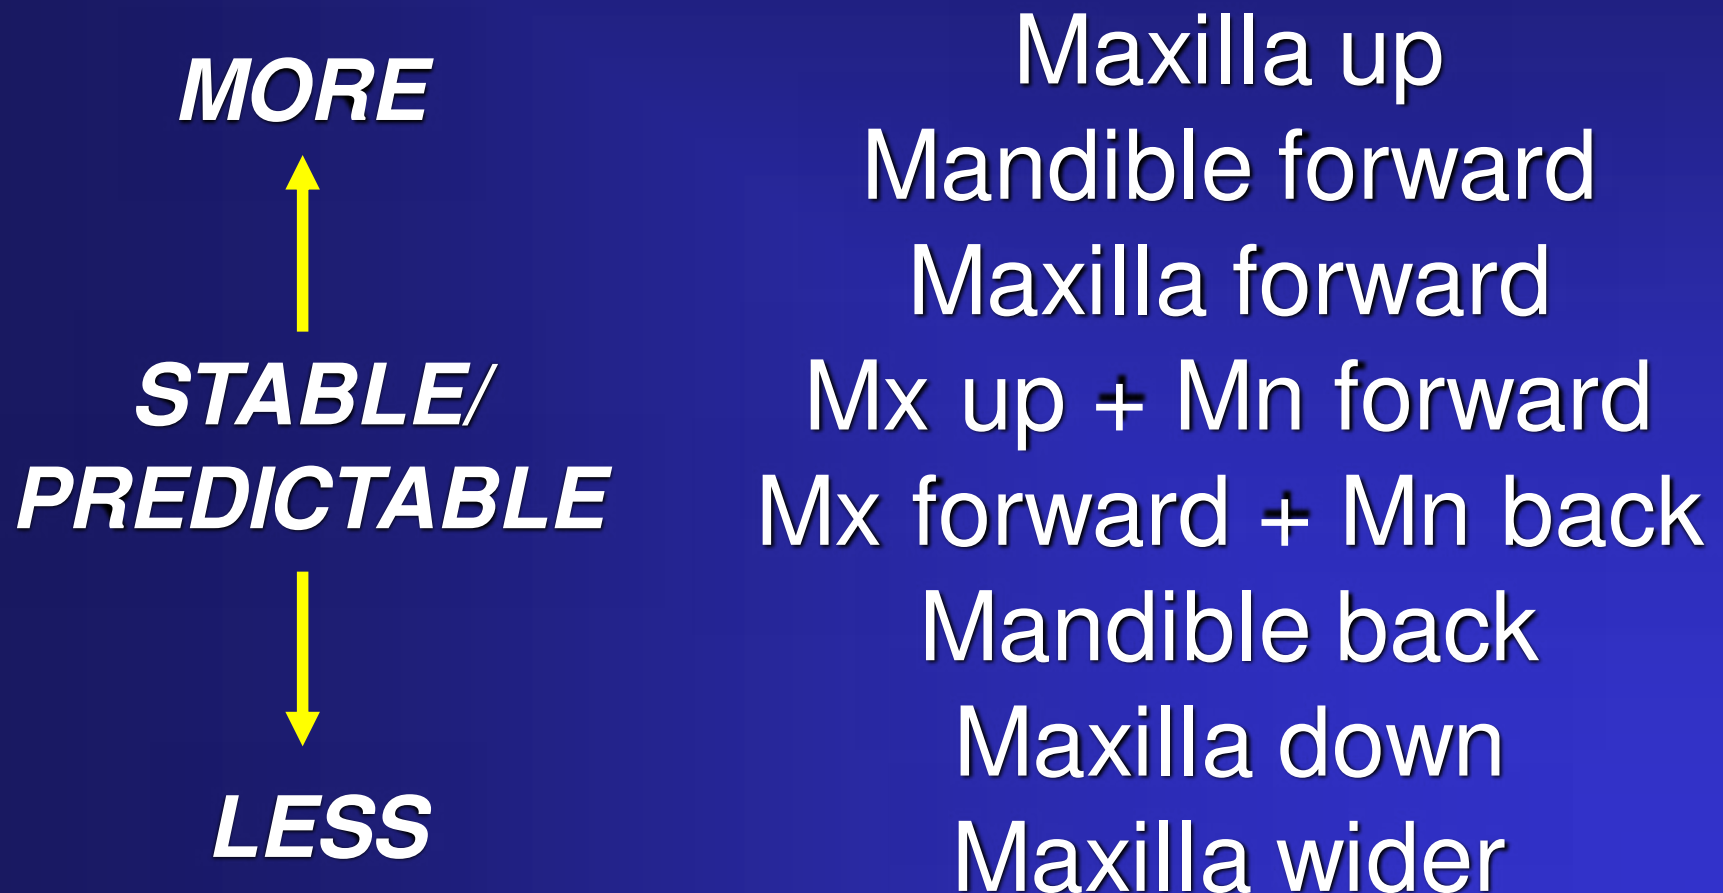 MORE
STABLE/
PREDICTABLE
LESS
Maxilla up
Mandible forward
Maxilla forward
Mx up + Mn forward
Mx forward + Mn back
Mandible back
Maxilla down
Maxilla wider